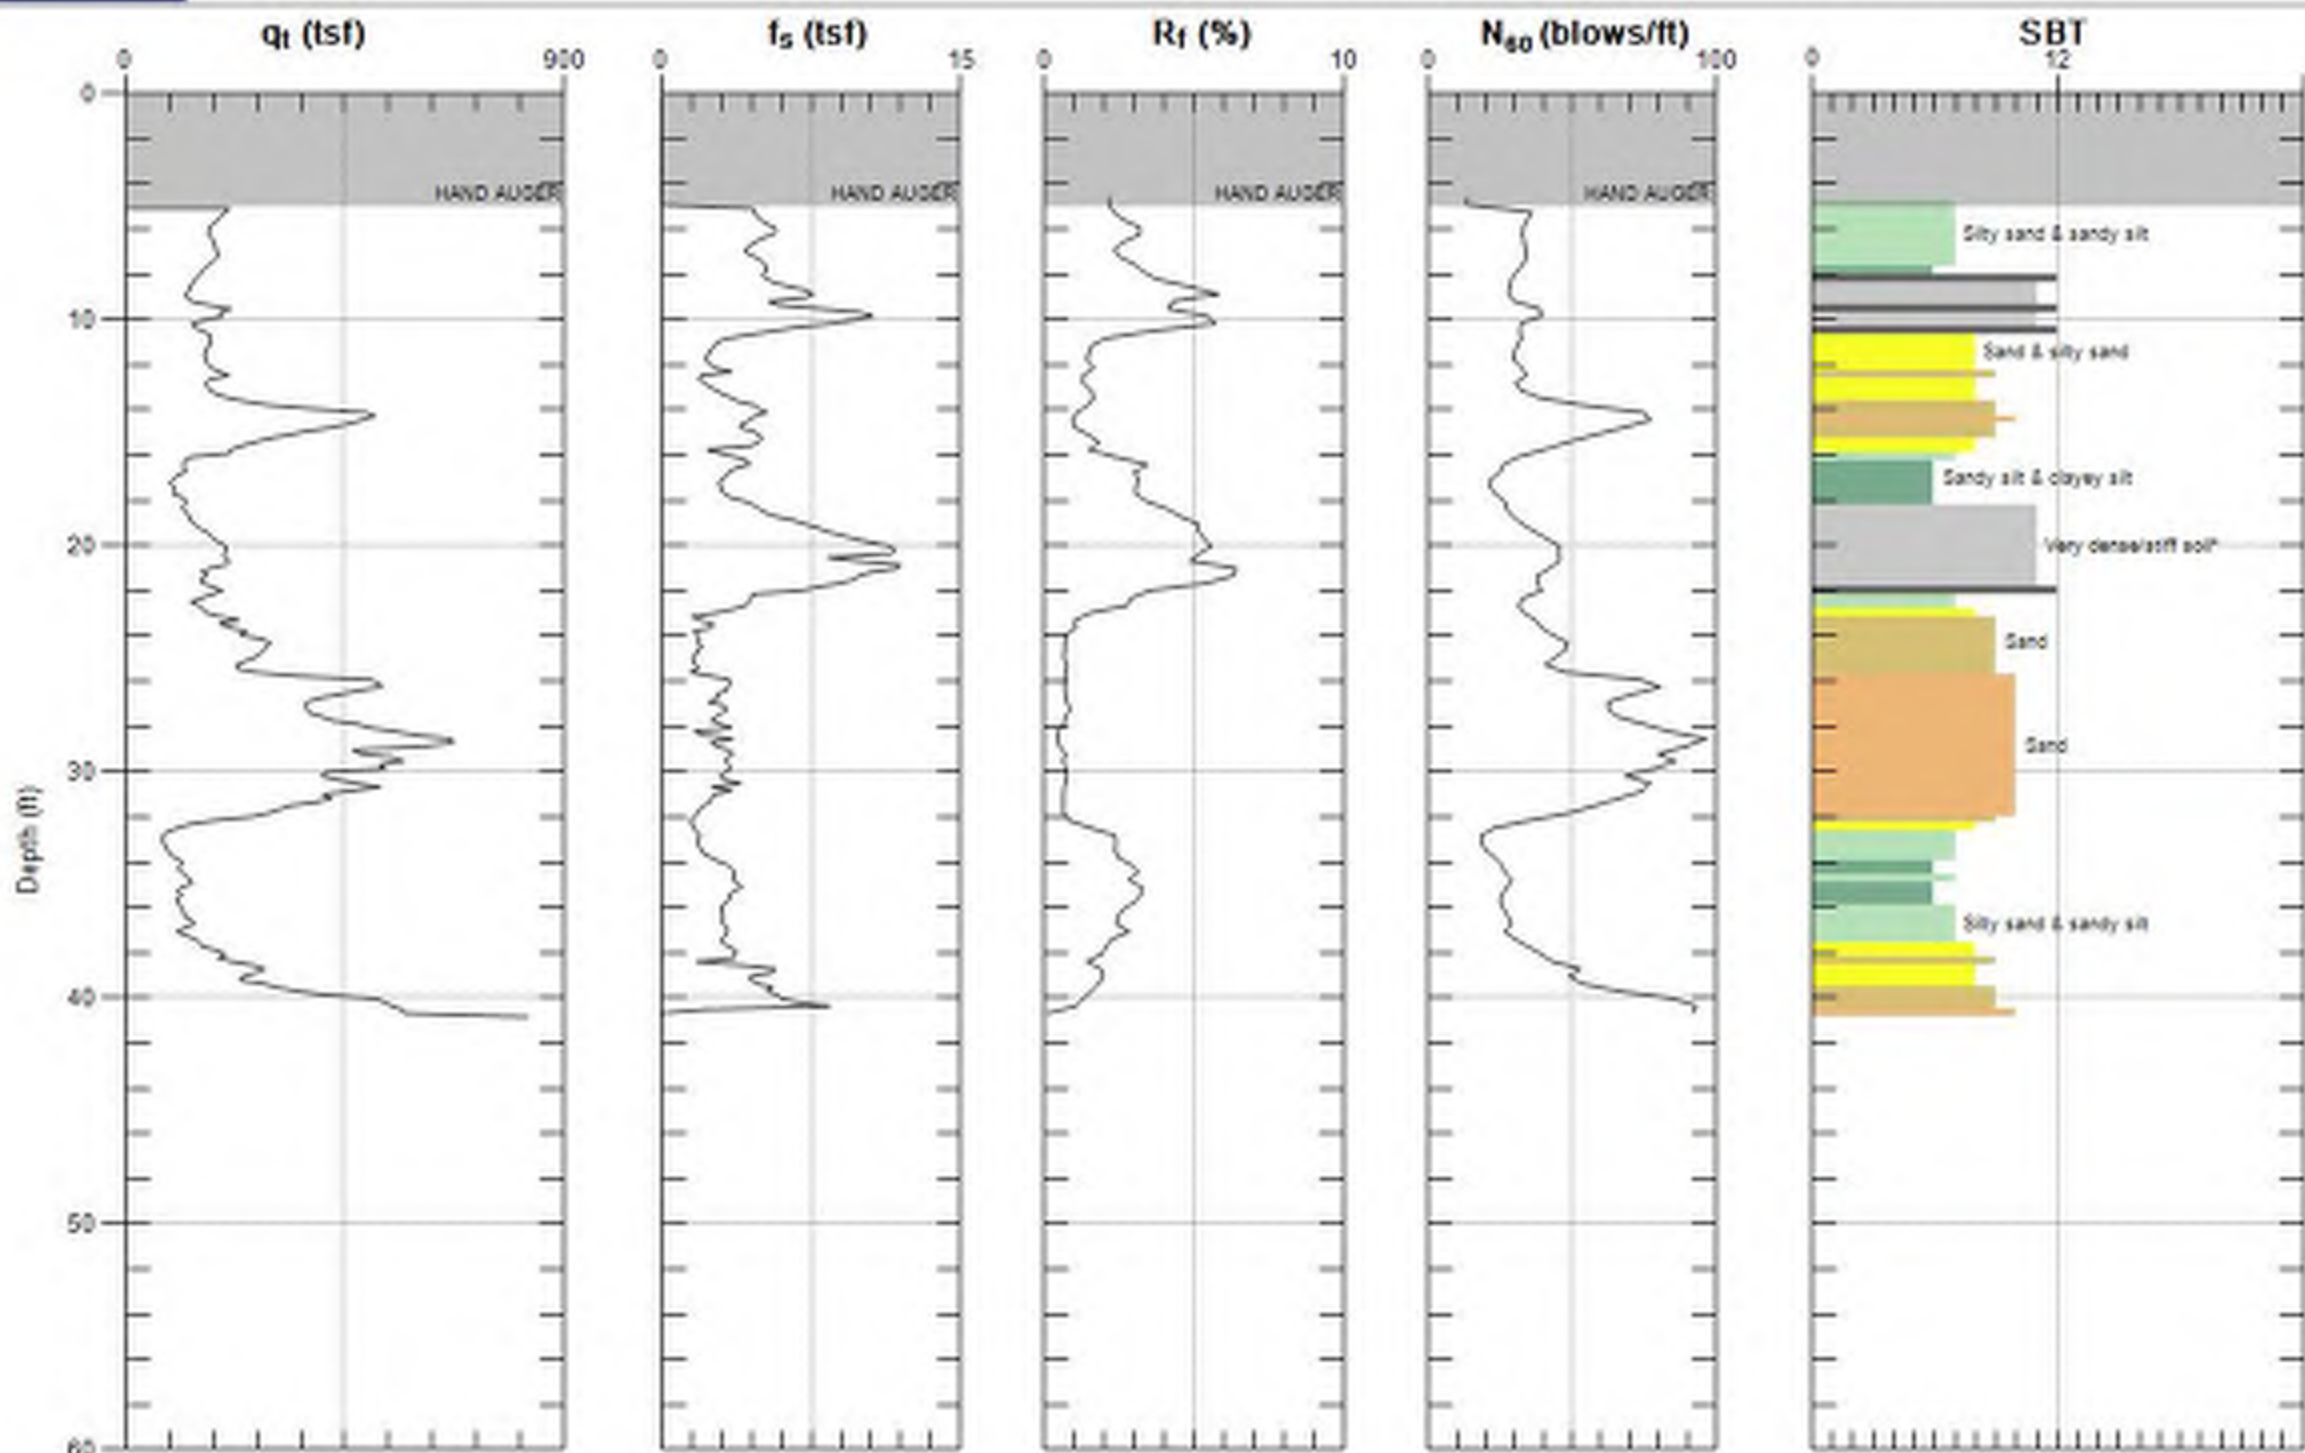 qt (tsf) fs (tsf) Rf (%) N60 (blows/ft) SBT
0 900 0 15 0 10 0 100 0 12
0
HAND AUGER HAND AUGER HAND AUGER HAND AUGER
Silty sand & sandy silt
10
Sand & silty sand
Sandy silt & clayey silt
20
Very dense/stiff soil*
Sand
Sand
30
Depth (ft)
Silty sand & sandy silt
40
50
60